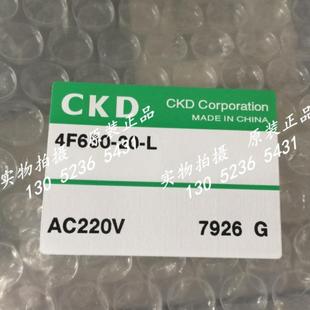 CKD
CKD Corporation
MADE IN CHINA
4F680-20-L
AC220V
7926 G
实物拍摄 原装正品
130 5236 5431
实物拍摄 原装正品
130 5236 5431